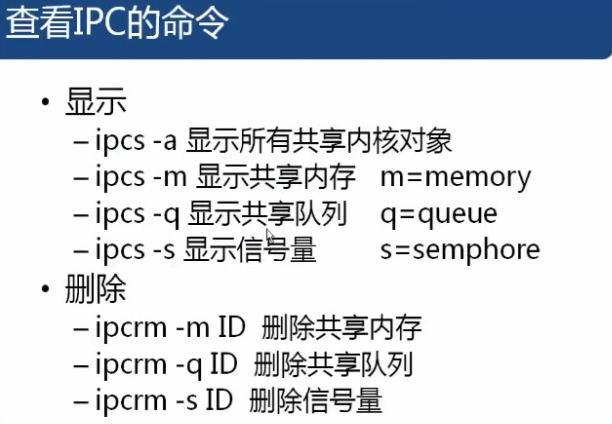 查看IPC的命令
• 显示
– ipcs -a 显示所有共享内核对象
– ipcs -m 显示共享内存 m=memory
– ipcs -q 显示共享队列 q=queue
– ipcs -s 显示信号量 s=semphore
• 删除
– ipcrm -m ID 删除共享内存
– ipcrm -q ID 删除共享队列
– ipcrm -s ID 删除信号量